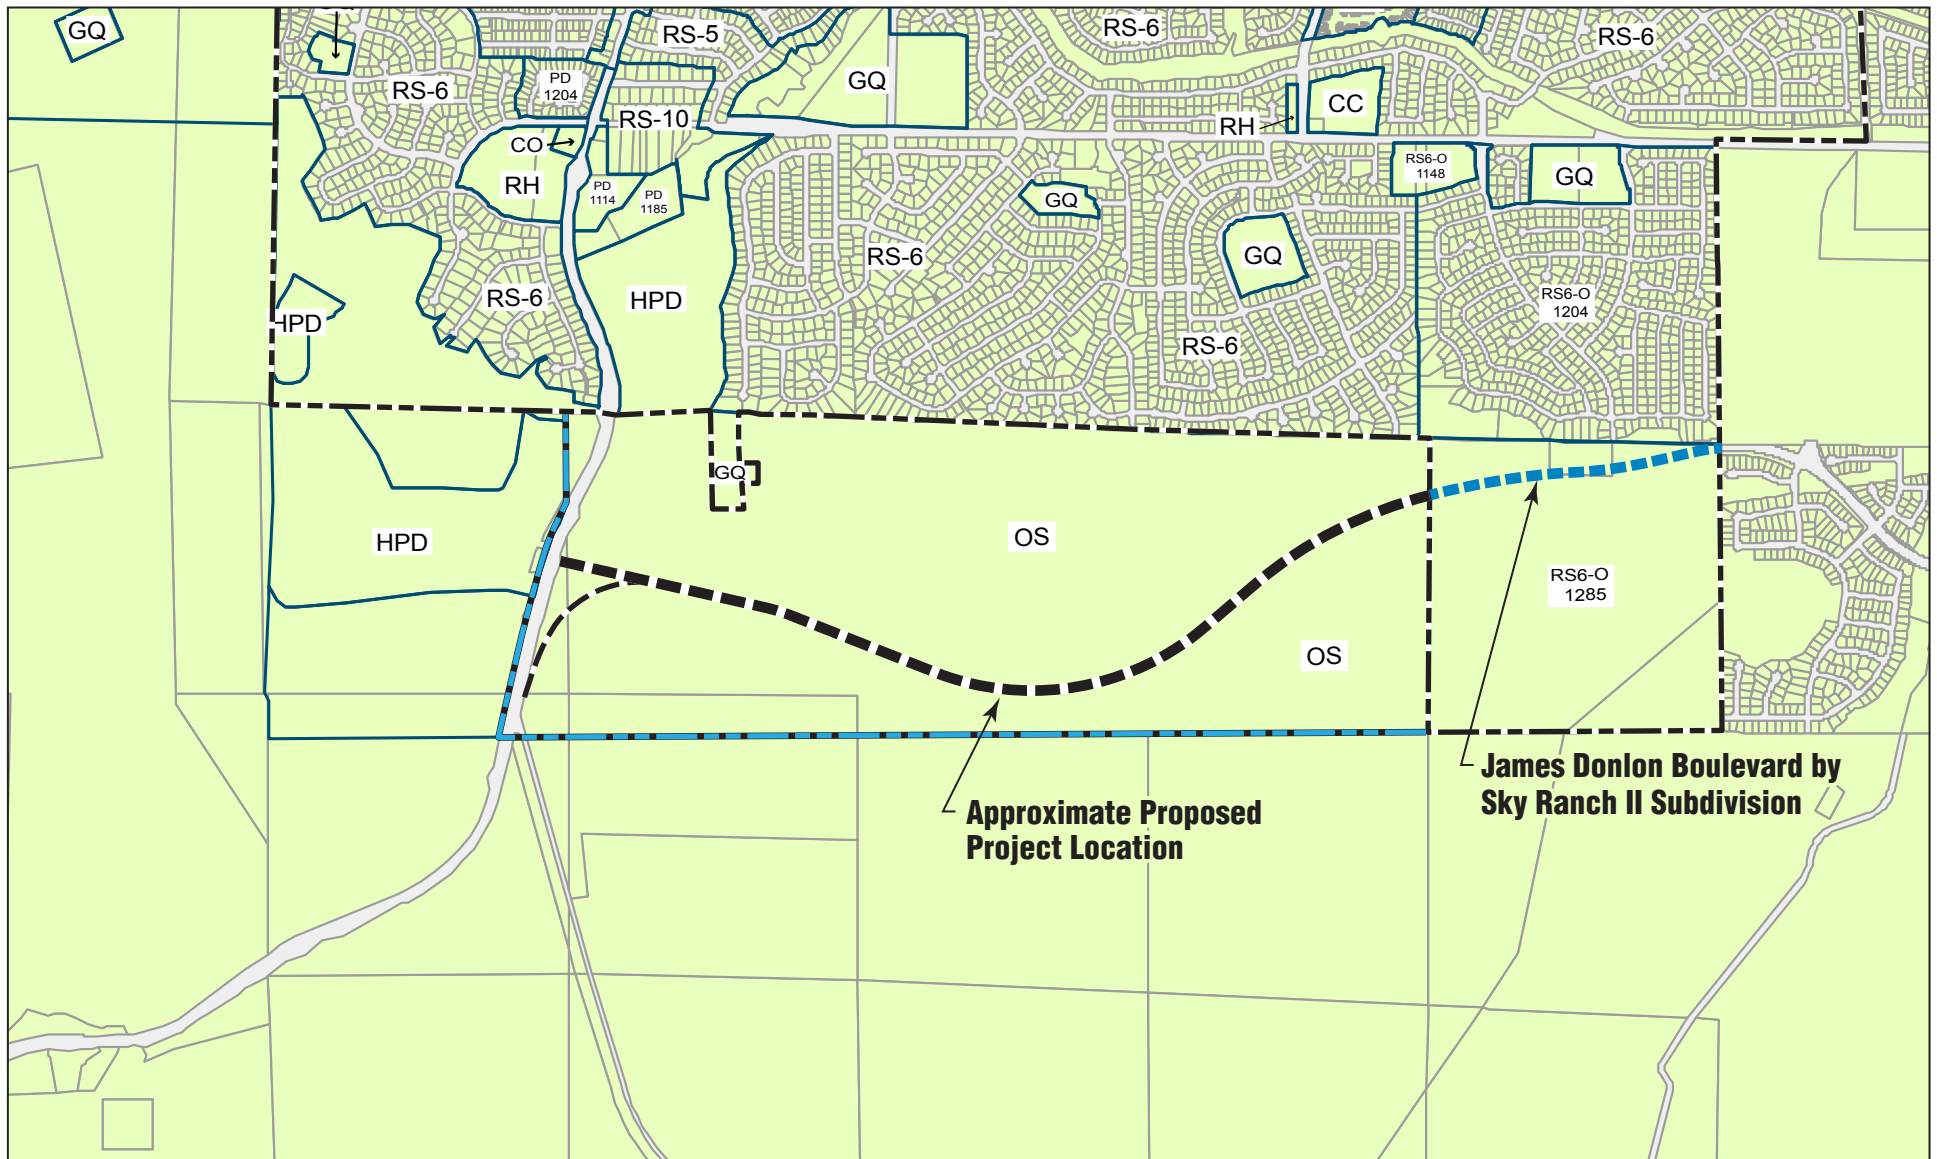 GQ
RS-5
RS-6
RS-6
RS-6
PD
1204
GQ
CC
RS-10
RH
CO
RS6-O
1148
RH
PD
1114
PD
1185
GQ
GQ
RS-6
GQ
RS-6
HPD
RS6-O
1204
HPD
RS-6
GQ
OS
HPD
RS6-O
1285
OS
James Donlon Boulevard by
Sky Ranch II Subdivision
Approximate Proposed
Project Location